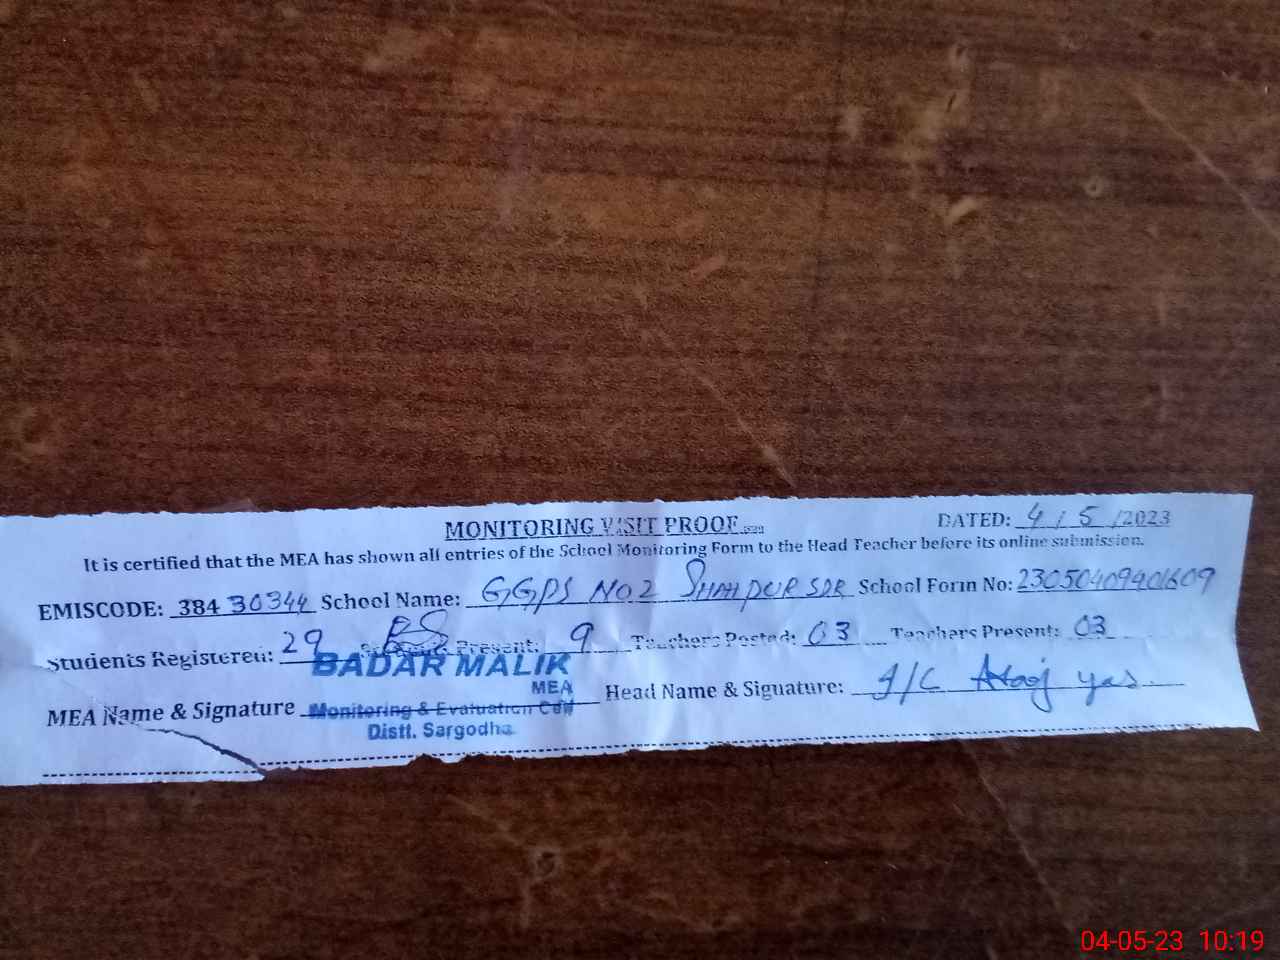 MONITORING VISIT PROOF DATED: 4/5/2023
It is certified that the MEA has shown all entries of the School Monitoring Form to the Head Teacher before its online submission.
EMISCODE: 384 30344 School Name: GGPS NO.2 SHAHPUR SDR School Form No: 23050409401609
Students Registered: 29 Present: 9 Teachers Posted: 03 Teachers Present: 03
BADAR MALIK
MEA
MEA Name & Signature Monitoring & Evaluation Cell Head Name & Signature: I/C
Distt. Sargodha
04-05-23 10:19